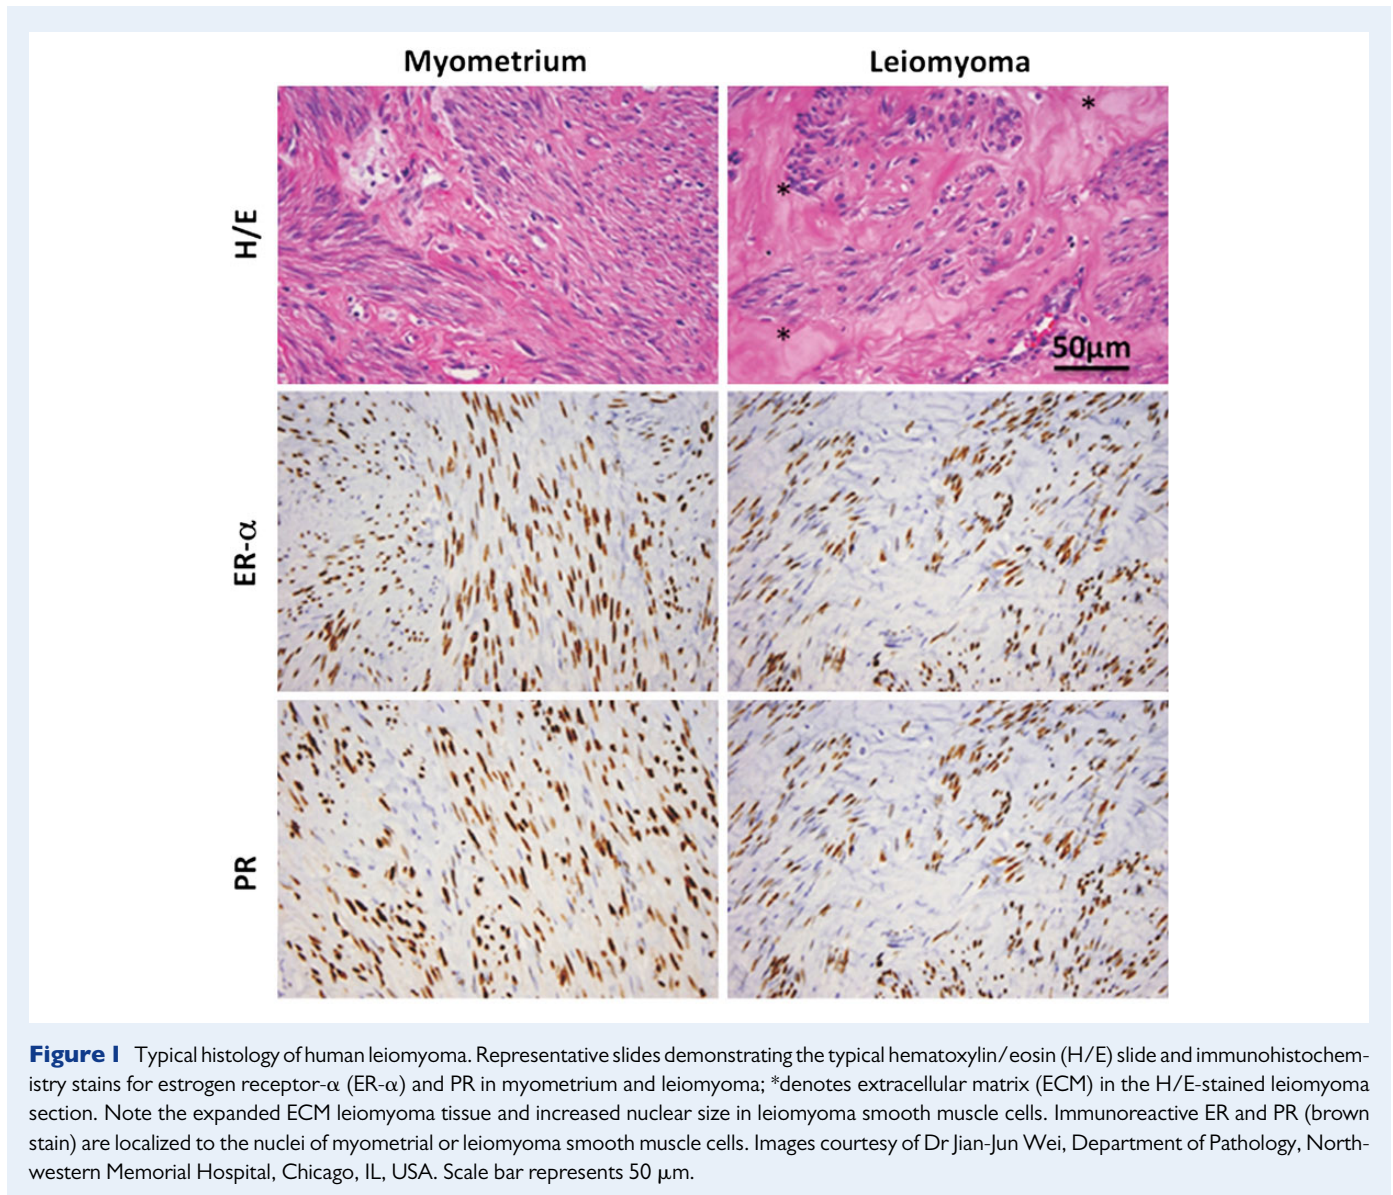 Myometrium Leiomyoma
H/E
*
*
*
50μm
ER-α
PR
Figure 1 Typical histology of human leiomyoma. Representative slides demonstrating the typical hematoxylin/eosin (H/E) slide and immunohistochem-
istry stains for estrogen receptor-α (ER-α) and PR in myometrium and leiomyoma; *denotes extracellular matrix (ECM) in the H/E-stained leiomyoma
section. Note the expanded ECM leiomyoma tissue and increased nuclear size in leiomyoma smooth muscle cells. Immunoreactive ER and PR (brown
stain) are localized to the nuclei of myometrial or leiomyoma smooth muscle cells. Images courtesy of Dr Jian-Jun Wei, Department of Pathology, North-
western Memorial Hospital, Chicago, IL, USA. Scale bar represents 50 μm.